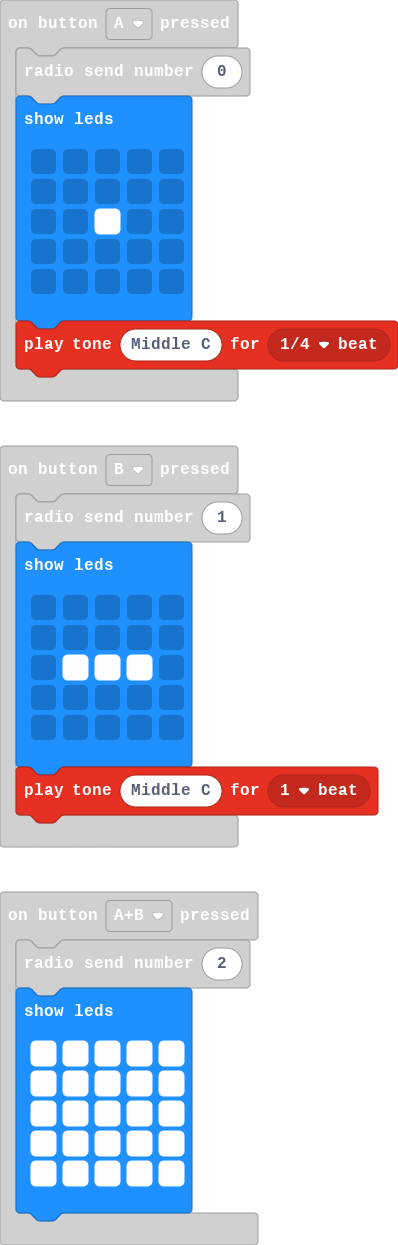 on button A pressed
radio send number 0
show leds
play tone Middle C for 1/4 beat
on button B pressed
radio send number 1
show leds
play tone Middle C for 1 beat
on button A+B pressed
radio send number 2
show leds